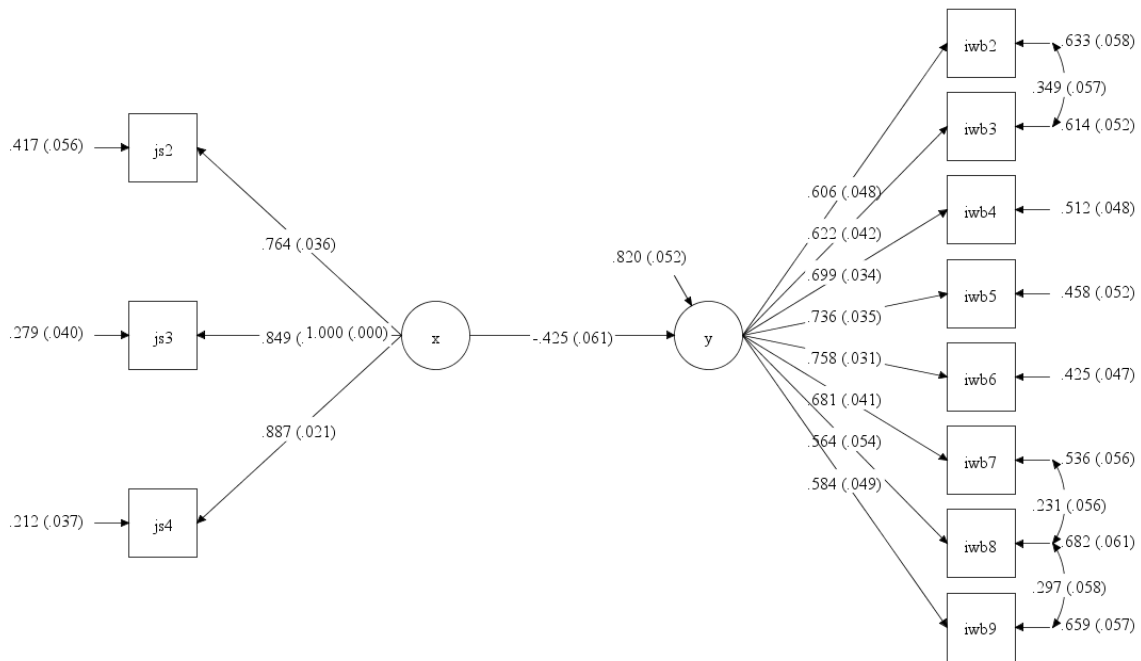 iwb2
.633 (.058)
.349 (.057)
iwb3
.614 (.052)
.417 (.056)
js2
.606 (.048)
iwb4
.512 (.048)
.622 (.042)
.764 (.036)
.820 (.052)
.699 (.034)
iwb5
.458 (.052)
.736 (.035)
.279 (.040)
js3
.849 (
1.000 (.000)
x
-.425 (.061)
y
.758 (.031)
iwb6
.425 (.047)
.681 (.041)
.887 (.021)
.564 (.054)
iwb7
.536 (.056)
.584 (.049)
.231 (.056)
.212 (.037)
js4
iwb8
.682 (.061)
.297 (.058)
iwb9
.659 (.057)